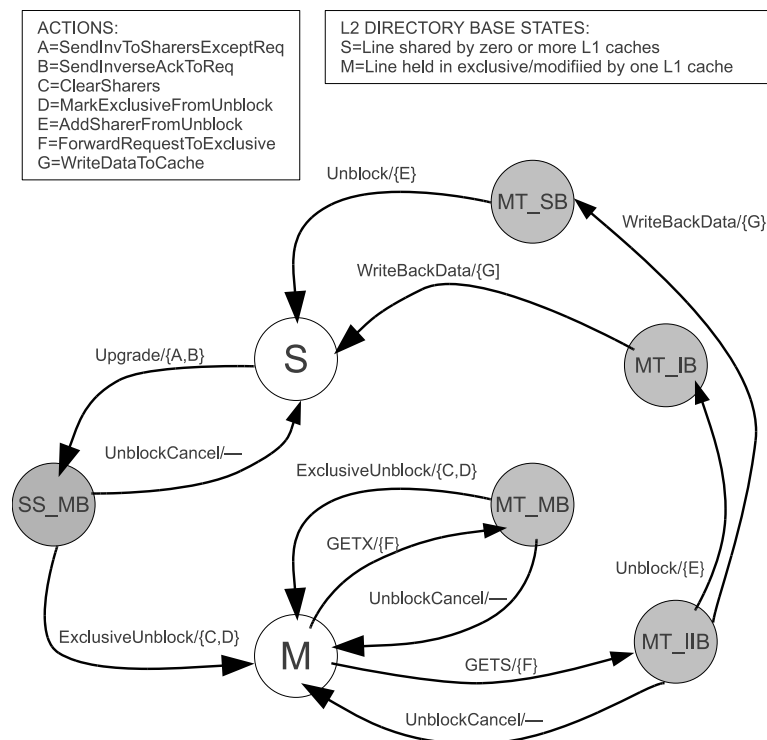 ACTIONS:
A=SendInvToSharersExceptReq
B=SendInverseAckToReq
C=ClearSharers
D=MarkExclusiveFromUnblock
E=AddSharerFromUnblock
F=ForwardRequestToExclusive
G=WriteDataToCache
L2 DIRECTORY BASE STATES:
S=Line shared by zero or more L1 caches
M=Line held in exclusive/modifiied by one L1 cache
Unblock/{E}
MT_SB
WriteBackData/{G}
WriteBackData/{G]
Upgrade/{A,B}
S
MT_IB
UnblockCancel/—
ExclusiveUnblock/{C,D}
SS_MB
MT_MB
GETX/{F}
Unblock/{E}
UnblockCancel/—
ExclusiveUnblock/{C,D}
M
GETS/{F}
MT_IIB
UnblockCancel/—